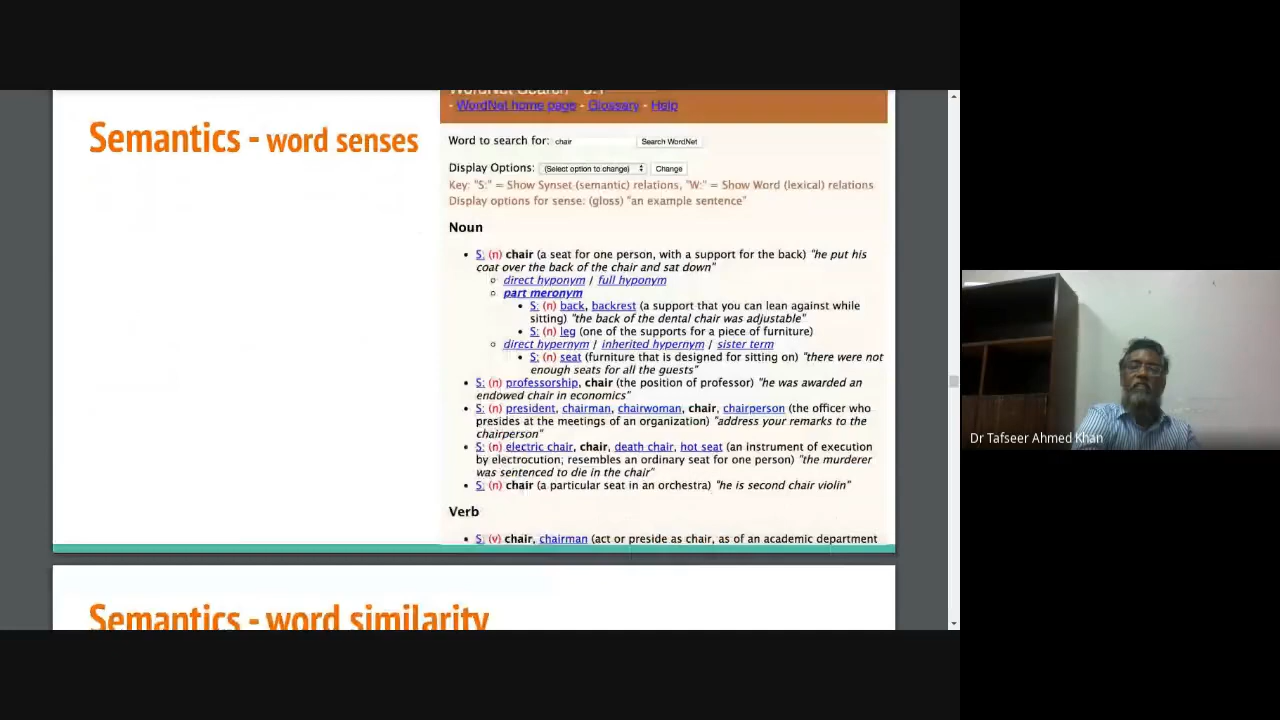 WordNet Search - 3.1
- WordNet home page - Glossary - Help
Semantics - word senses
Word to search for: chair Search WordNet
Display Options: (Select option to change) Change
Key: "S:" = Show Synset (semantic) relations, "W:" = Show Word (lexical) relations
Display options for sense: (gloss) "an example sentence"
Noun
• S: (n) chair (a seat for one person, with a support for the back) "he put his
coat over the back of the chair and sat down"
○ direct hyponym / full hyponym
○ part meronym
• S: (n) back, backrest (a support that you can lean against while
sitting) "the back of the dental chair was adjustable"
• S: (n) leg (one of the supports for a piece of furniture)
○ direct hypernym / inherited hypernym / sister term
• S: (n) seat (furniture that is designed for sitting on) "there were not
enough seats for all the guests"
• S: (n) professorship, chair (the position of professor) "he was awarded an
endowed chair in economics"
• S: (n) president, chairman, chairwoman, chair, chairperson (the officer who
presides at the meetings of an organization) "address your remarks to the
chairperson"
• S: (n) electric chair, chair, death chair, hot seat (an instrument of execution
by electrocution; resembles an ordinary seat for one person) "the murderer
was sentenced to die in the chair"
• S: (n) chair (a particular seat in an orchestra) "he is second chair violin"
Verb
• S: (v) chair, chairman (act or preside as chair, as of an academic department
Semantics - word similarity
Dr Tafseer Ahmed Khan